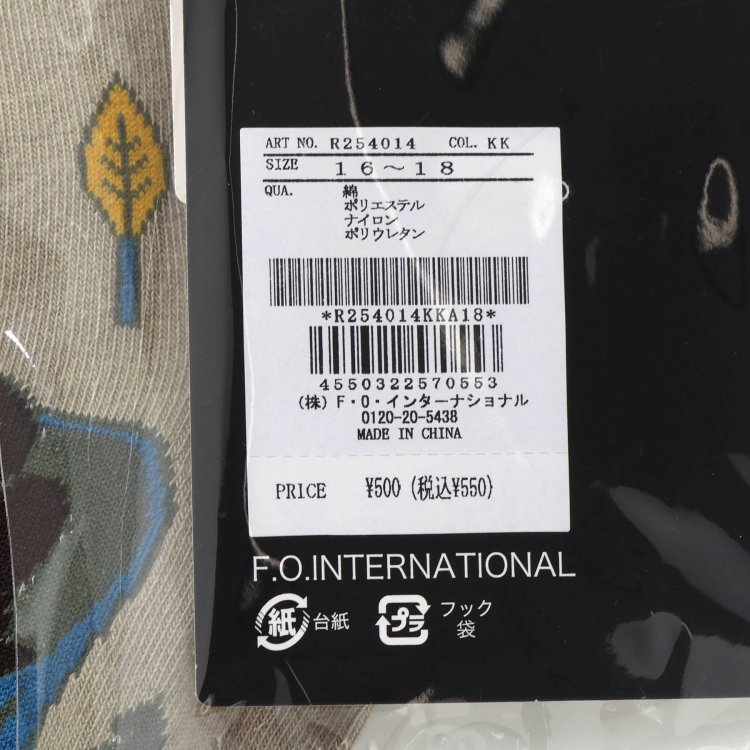 ART NO. R254014 COL. KK
SIZE 16～18
QUA. 綿
ポリエステル
ナイロン
ポリウレタン
*R254014KKA18*
4550322570553
(株) F・O・インターナショナル
0120-20-5438
MADE IN CHINA
PRICE ¥500 (税込¥550)
F.O.INTERNATIONAL
紙 台紙
プラ フック
袋